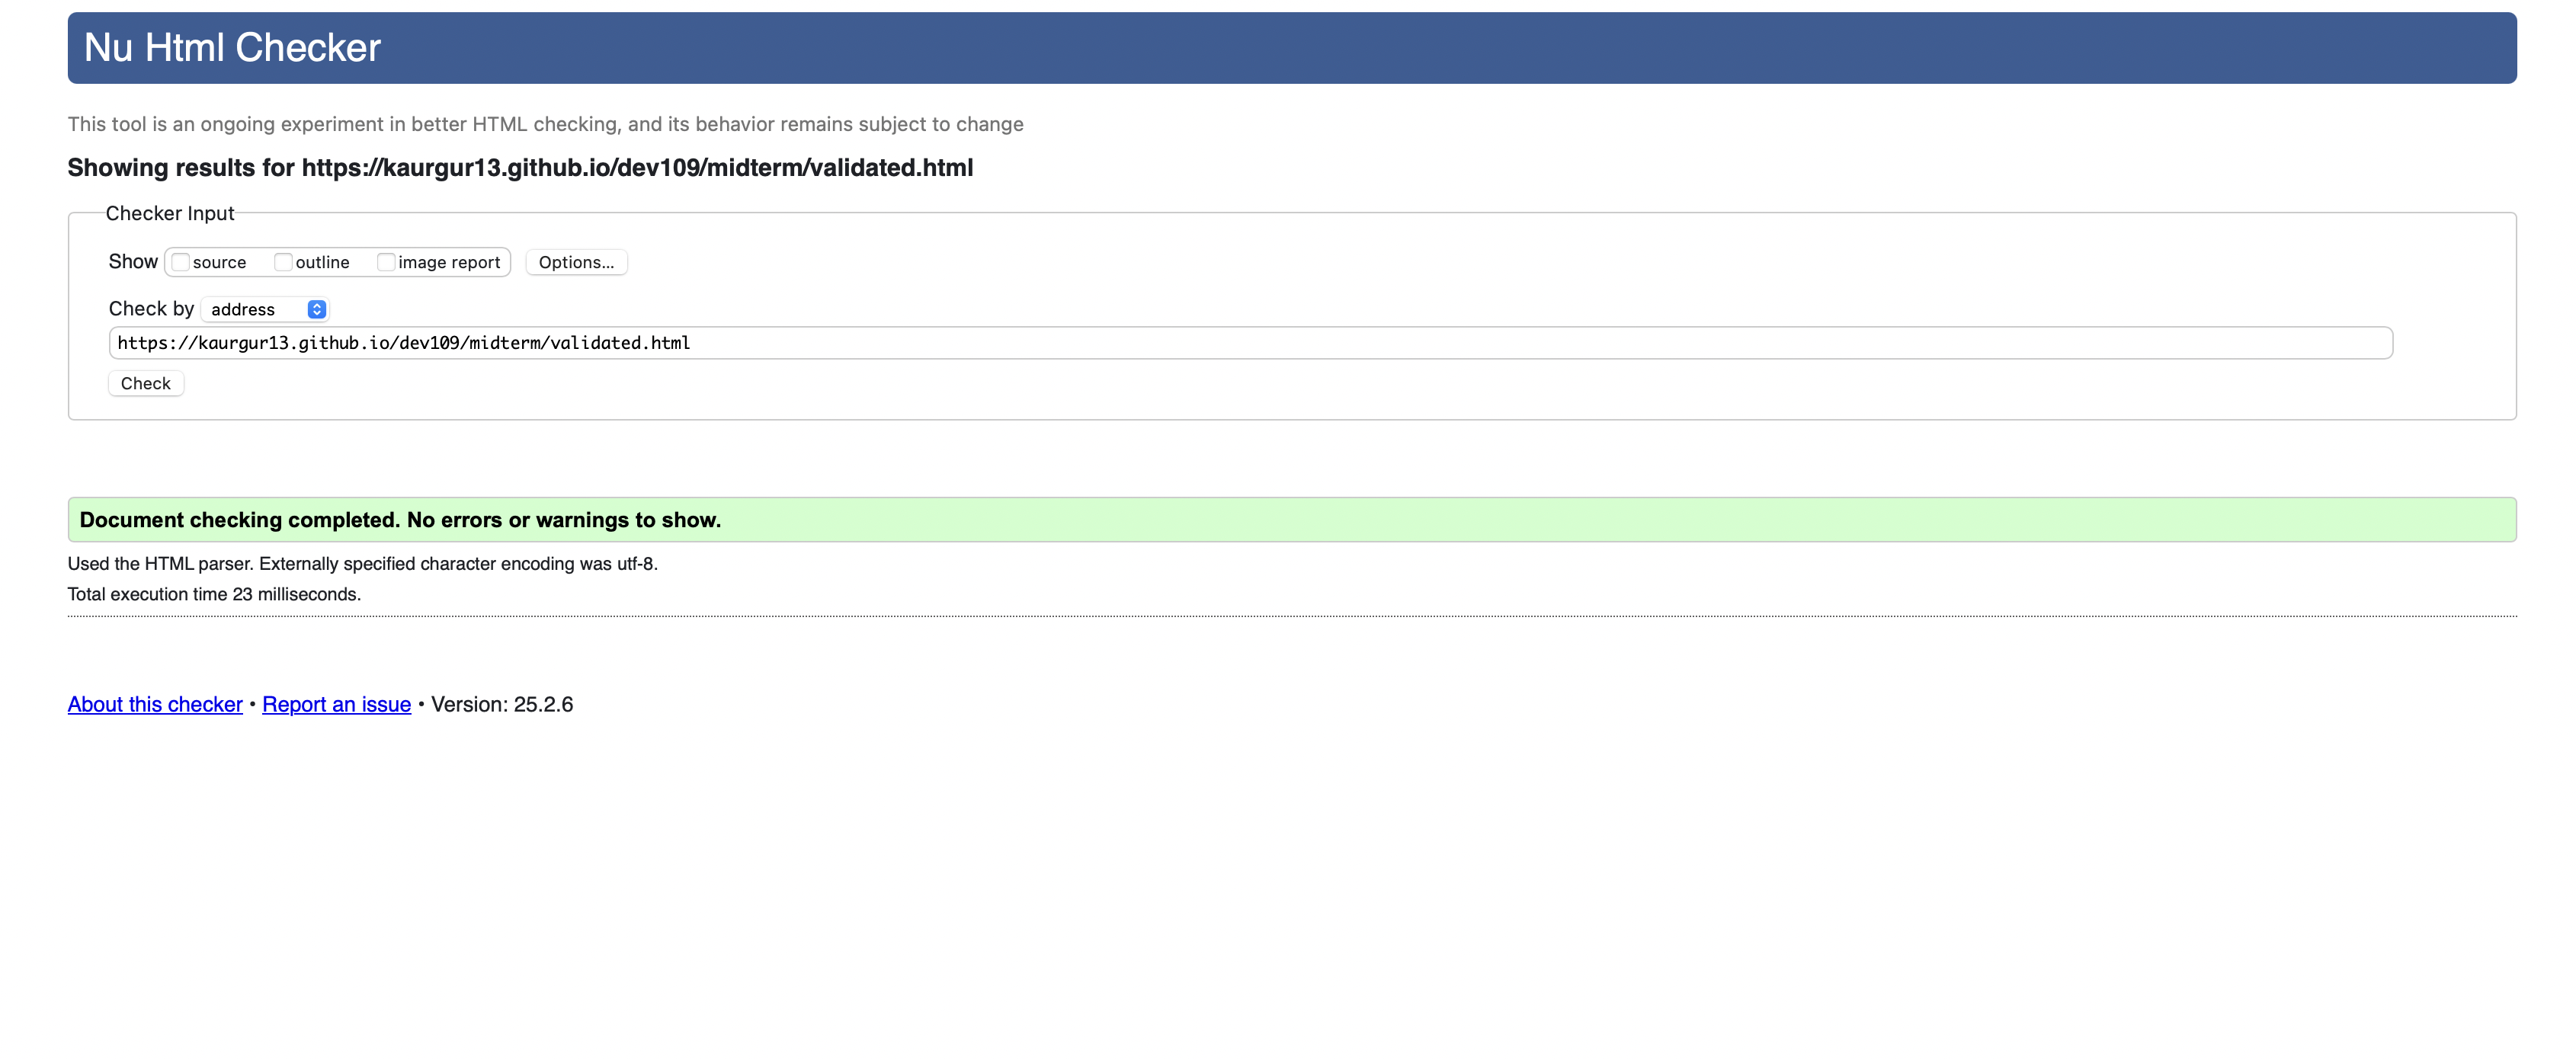 Nu Html Checker
This tool is an ongoing experiment in better HTML checking, and its behavior remains subject to change
Showing results for https://kaurgur13.github.io/dev109/midterm/validated.html
Checker Input
Show source outline image report Options...
Check by address
https://kaurgur13.github.io/dev109/midterm/validated.html
Check
Document checking completed. No errors or warnings to show.
Used the HTML parser. Externally specified character encoding was utf-8.
Total execution time 23 milliseconds.
About this checker • Report an issue • Version: 25.2.6